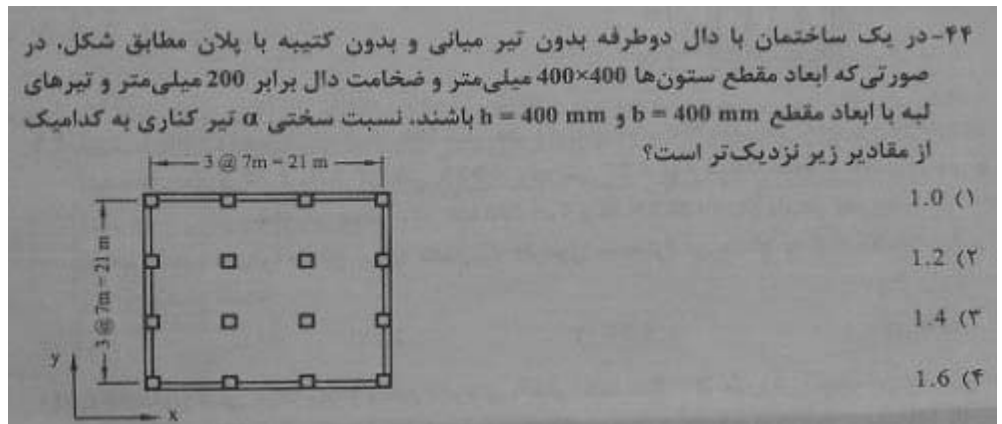 ۴۴-در یک ساختمان با دال دوطرفه بدون تیر میانی و بدون کتیبه با پلان مطابق شکل، در
صورتی‌که ابعاد مقطع ستون‌ها 400×400 میلی‌متر و ضخامت دال برابر 200 میلی‌متر و تیرهای
لبه با ابعاد مقطع b = 400 mm و h = 400 mm باشند، نسبت سختی α تیر کناری به کدامیک
از مقادیر زیر نزدیک‌تر است؟
3 @ 7m = 21 m
1.0 (۱
1.2 (۲
3 @ 7m = 21 m
1.4 (۳
y
1.6 (۴
x